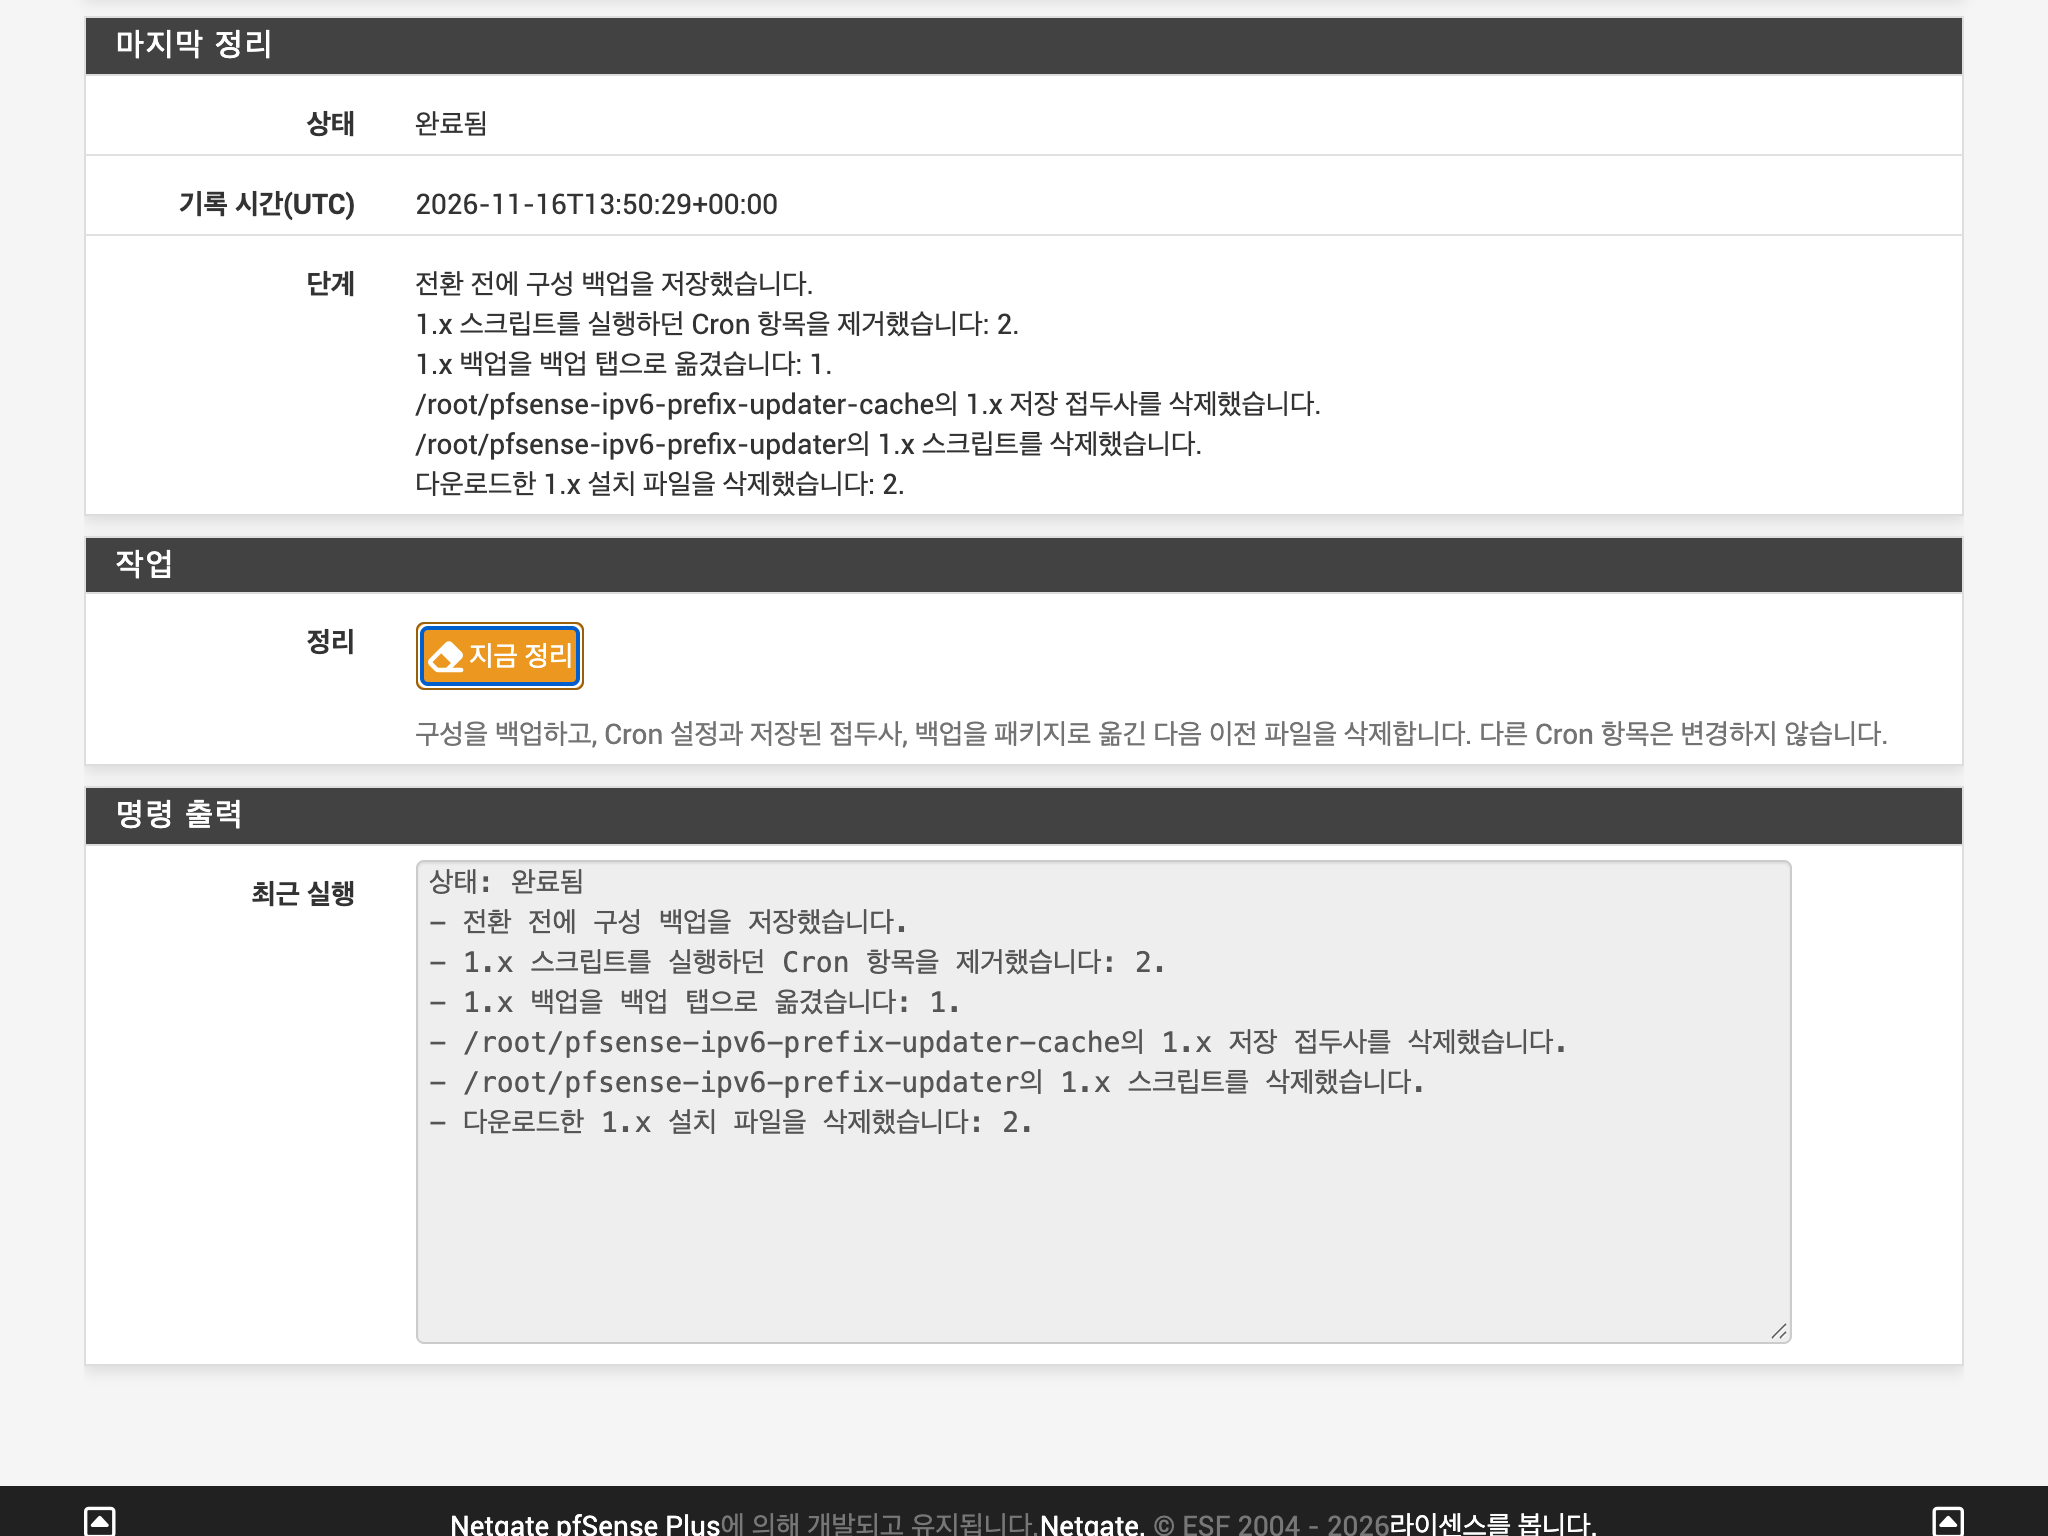 마지막 정리
상태 완료됨
기록 시간(UTC) 2026-11-16T13:50:29+00:00
단계 전환 전에 구성 백업을 저장했습니다.
1.x 스크립트를 실행하던 Cron 항목을 제거했습니다: 2.
1.x 백업을 백업 탭으로 옮겼습니다: 1.
/root/pfsense-ipv6-prefix-updater-cache의 1.x 저장 접두사를 삭제했습니다.
/root/pfsense-ipv6-prefix-updater의 1.x 스크립트를 삭제했습니다.
다운로드한 1.x 설치 파일을 삭제했습니다: 2.
작업
정리 지금 정리
구성을 백업하고, Cron 설정과 저장된 접두사, 백업을 패키지로 옮긴 다음 이전 파일을 삭제합니다. 다른 Cron 항목은 변경하지 않습니다.
명령 출력
최근 실행 상태: 완료됨
- 전환 전에 구성 백업을 저장했습니다.
- 1.x 스크립트를 실행하던 Cron 항목을 제거했습니다: 2.
- 1.x 백업을 백업 탭으로 옮겼습니다: 1.
- /root/pfsense-ipv6-prefix-updater-cache의 1.x 저장 접두사를 삭제했습니다.
- /root/pfsense-ipv6-prefix-updater의 1.x 스크립트를 삭제했습니다.
- 다운로드한 1.x 설치 파일을 삭제했습니다: 2.
Netgate pfSense Plus에 의해 개발되고 유지됩니다.Netgate. © ESF 2004 - 2026라이센스를 봅니다.